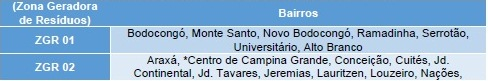 (Zona Geradora
de Resíduos)
Bairros
ZGR 01
Bodocongó, Monte Santo, Novo Bodocongó, Ramadinha, Serrotão,
Universitário, Alto Branco
ZGR 02
Araxá, *Centro de Campina Grande, Conceição, Cuités, Jd.
Continental, Jd. Tavares, Jeremias, Lauritzen, Louzeiro, Nações,